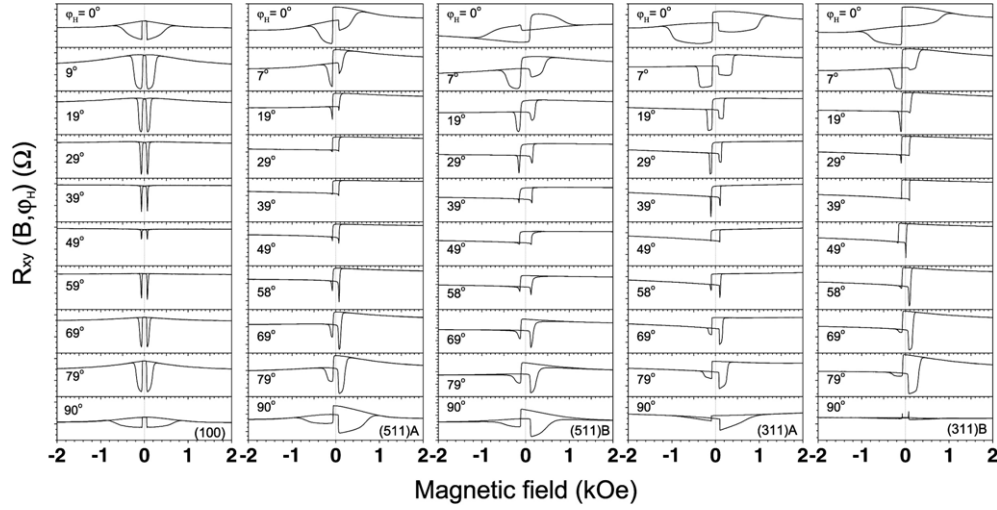 R_xy (B,φ_H) (Ω)
φ_H = 0° φ_H = 0° φ_H = 0° φ_H = 0° φ_H = 0°
9° 7° 7° 7° 7°
19° 19° 19° 19° 19°
29° 29° 29° 29° 29°
39° 39° 39° 39° 39°
49° 49° 49° 49° 49°
59° 58° 58° 58° 58°
69° 69° 69° 69° 69°
79° 79° 79° 79° 79°
90° 90° 90° 90° 90°
(100) (511)A (511)B (311)A (311)B
-2 -1 0 1 2 -1 0 1 2 -1 0 1 2 -1 0 1 2 -1 0 1 2
Magnetic field (kOe)